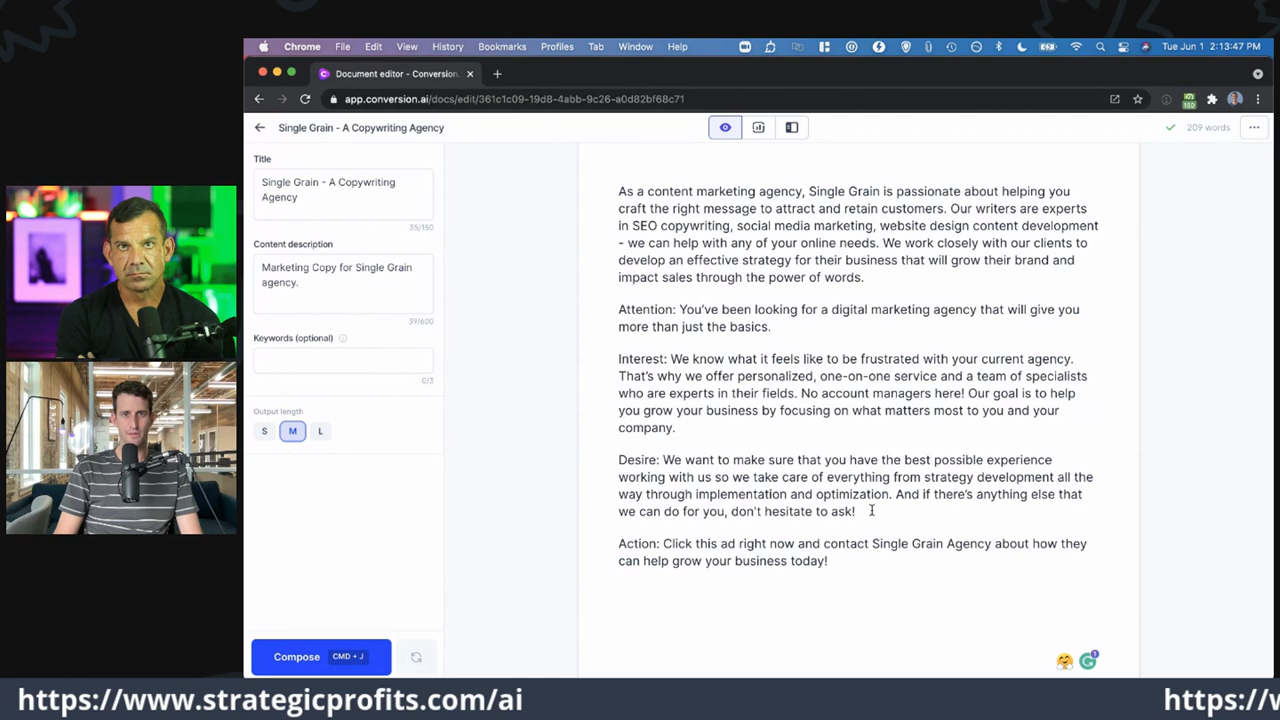 Chrome File Edit View History Bookmarks Profiles Tab Window Help Tue Jun 1 2:13:47 PM
Document editor - Conversion.
app.conversion.ai/docs/edit/361c1c09-19d8-4abb-9c26-a0d82bf68c71
150
Single Grain - A Copywriting Agency
209 words
Title
Single Grain - A Copywriting
Agency
35/150
Content description
Marketing Copy for Single Grain
agency.
39/600
Keywords (optional)
0/3
Output length
S M L
Compose CMD + J
As a content marketing agency, Single Grain is passionate about helping you
craft the right message to attract and retain customers. Our writers are experts
in SEO copywriting, social media marketing, website design content development
- we can help with any of your online needs. We work closely with our clients to
develop an effective strategy for their business that will grow their brand and
impact sales through the power of words.
Attention: You've been looking for a digital marketing agency that will give you
more than just the basics.
Interest: We know what it feels like to be frustrated with your current agency.
That's why we offer personalized, one-on-one service and a team of specialists
who are experts in their fields. No account managers here! Our goal is to help
you grow your business by focusing on what matters most to you and your
company.
Desire: We want to make sure that you have the best possible experience
working with us so we take care of everything from strategy development all the
way through implementation and optimization. And if there's anything else that
we can do for you, don't hesitate to ask!
Action: Click this ad right now and contact Single Grain Agency about how they
can help grow your business today!
1
https://www.strategicprofits.com/ai https://w